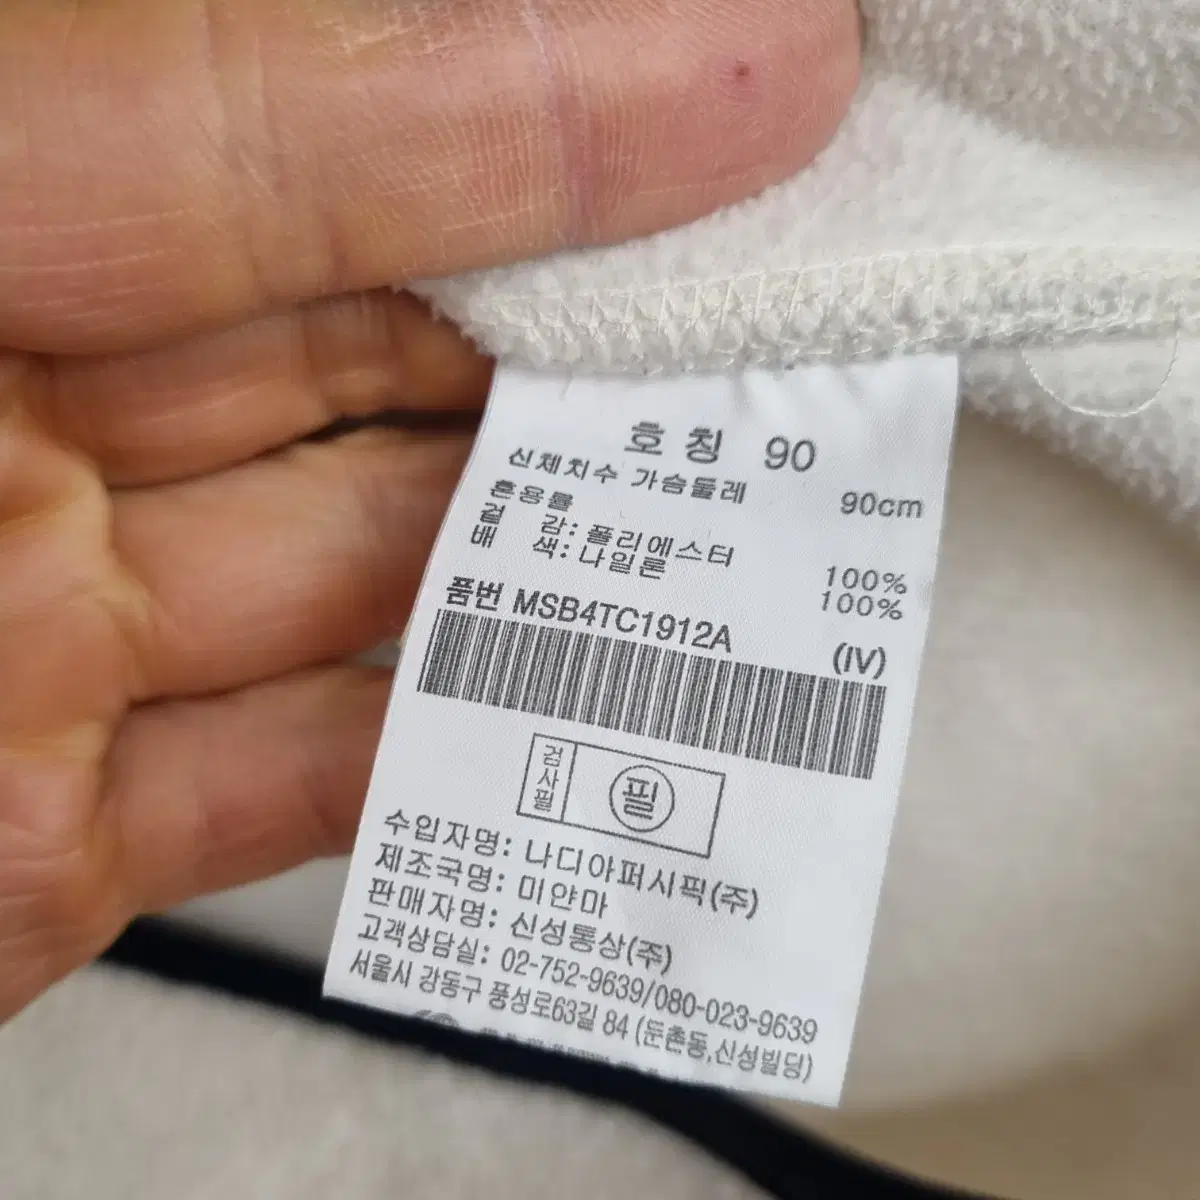 호칭 90
신체치수 가슴둘레 90cm
혼용률
겉 감: 폴리에스터 100%
배 색: 나일론 100%
품번 MSB4TC1912A (IV)
검사필 필
수입자명: 나디아퍼시픽(주)
제조국명: 미얀마
판매자명: 신성통상(주)
고객상담실: 02-752-9639/080-023-9639
서울시 강동구 풍성로63길 84 (둔촌동,신성빌딩)